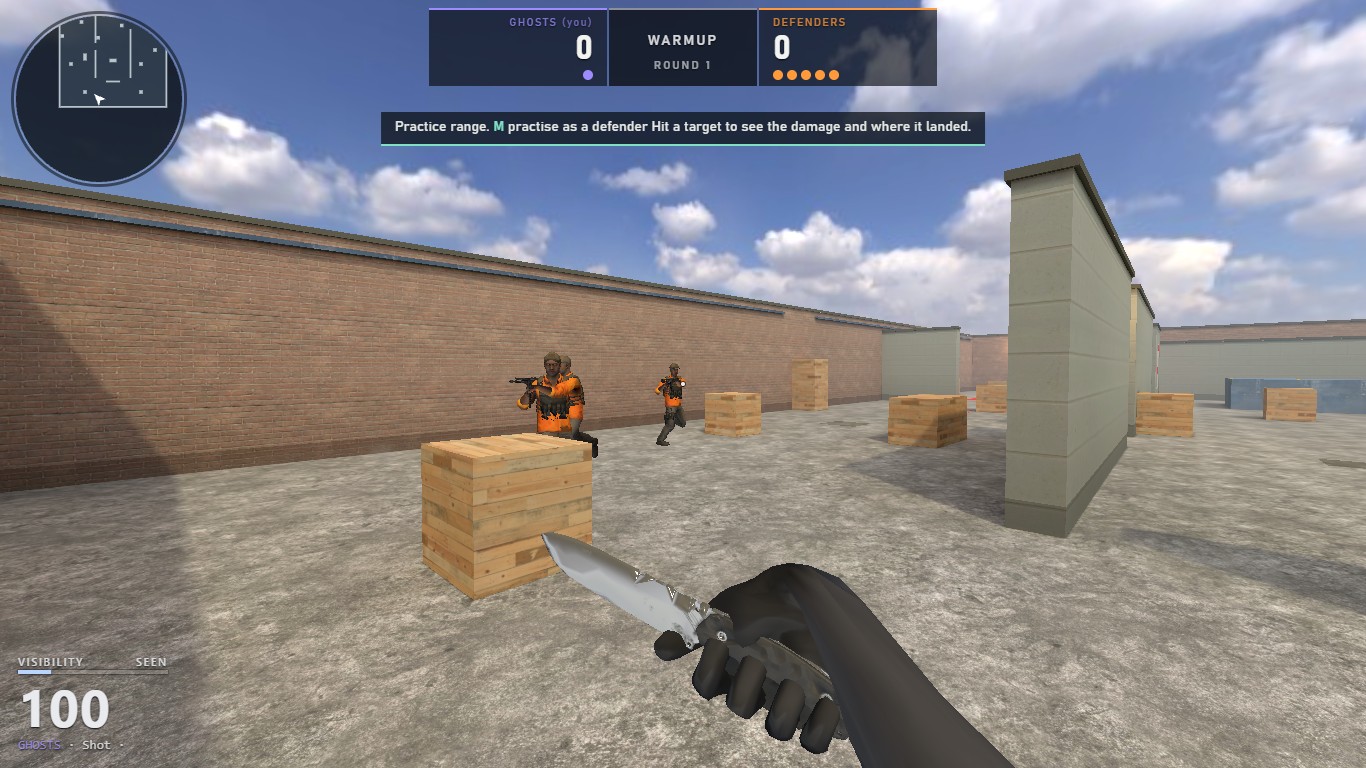 GHOSTS (you)
0
WARMUP
ROUND 1
DEFENDERS
0
Practice range. M practise as a defender Hit a target to see the damage and where it landed.
VISIBILITY SEEN
100
GHOSTS · Shot ·